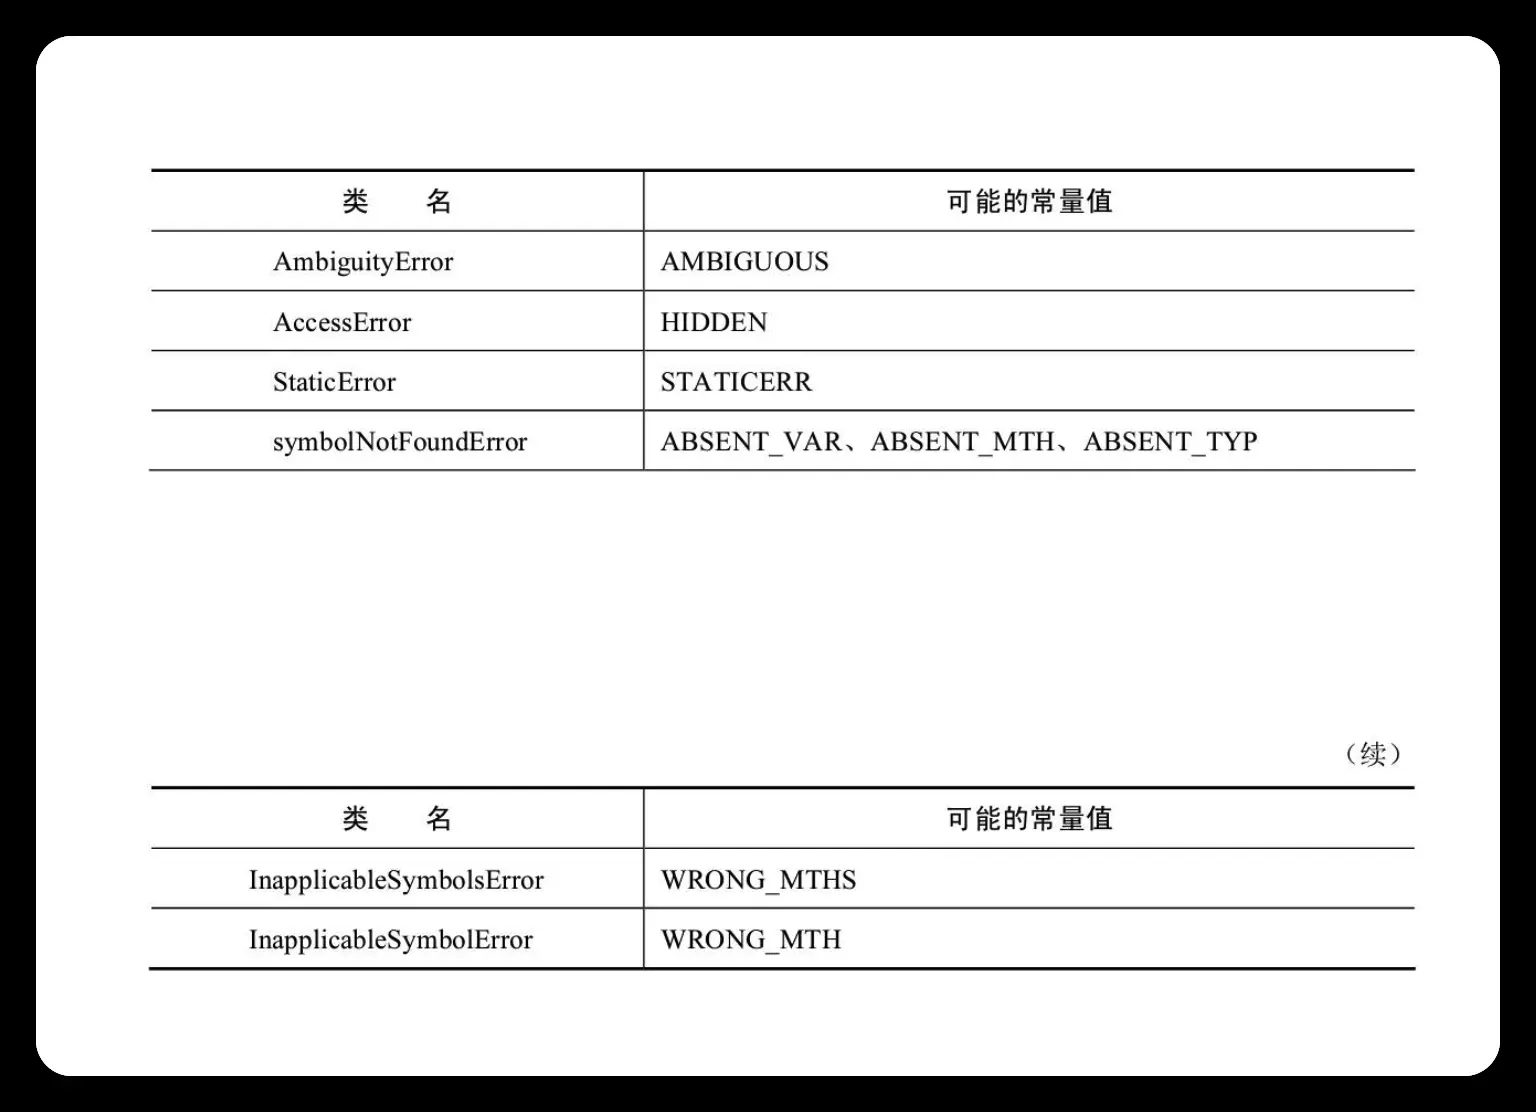 类 名 可能的常量值
AmbiguityError AMBIGUOUS
AccessError HIDDEN
StaticError STATICERR
symbolNotFoundError ABSENT_VAR、ABSENT_MTH、ABSENT_TYP
（续）
类 名 可能的常量值
InapplicableSymbolsError WRONG_MTHS
InapplicableSymbolError WRONG_MTH